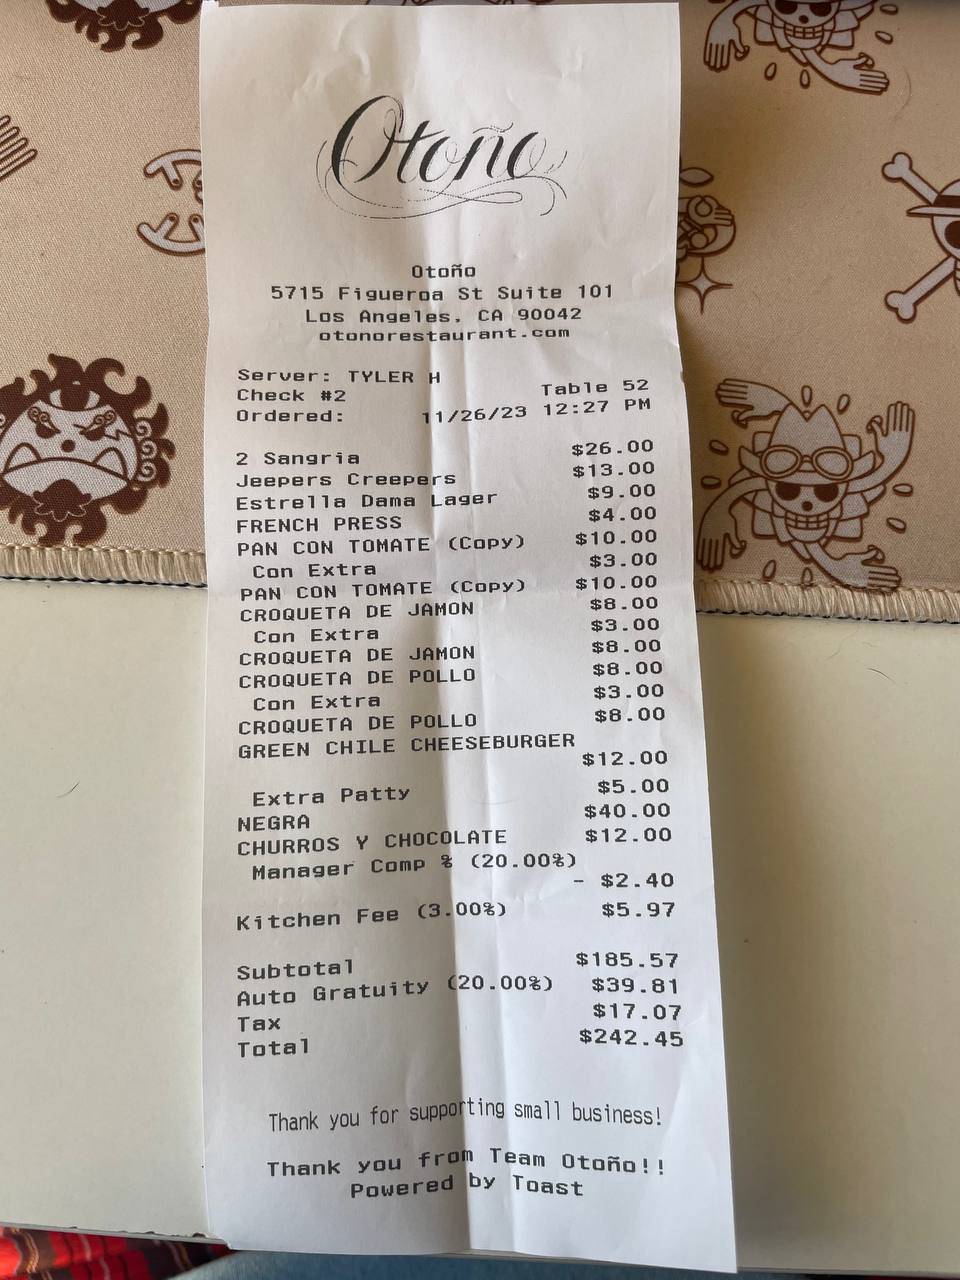 Otoño
Otoño
5715 Figueroa St Suite 101
Los Angeles, CA 90042
otonorestaurant.com
Server: TYLER H
Check #2 Table 52
Ordered: 11/26/23 12:27 PM
2 Sangria $26.00
Jeepers Creepers $13.00
Estrella Dama Lager $9.00
FRENCH PRESS $4.00
PAN CON TOMATE (Copy) $10.00
Con Extra $3.00
PAN CON TOMATE (Copy) $10.00
CROQUETA DE JAMON $8.00
Con Extra $3.00
CROQUETA DE JAMON $8.00
CROQUETA DE POLLO $8.00
Con Extra $3.00
CROQUETA DE POLLO $8.00
GREEN CHILE CHEESEBURGER
$12.00
Extra Patty $5.00
NEGRA $40.00
CHURROS Y CHOCOLATE $12.00
Manager Comp % (20.00%)
- $2.40
Kitchen Fee (3.00%) $5.97
Subtotal $185.57
Auto Gratuity (20.00%) $39.81
Tax $17.07
Total $242.45
Thank you for supporting small business!
Thank you from Team Otoño!!
Powered by Toast